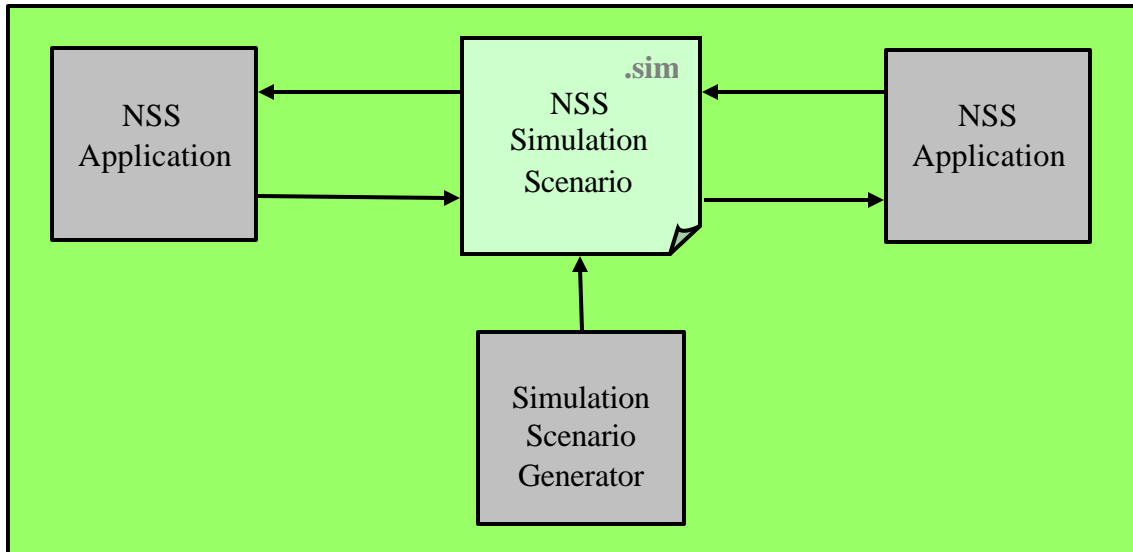 NSS
Application
.sim
NSS
Simulation
Scenario
NSS
Application
Simulation
Scenario
Generator